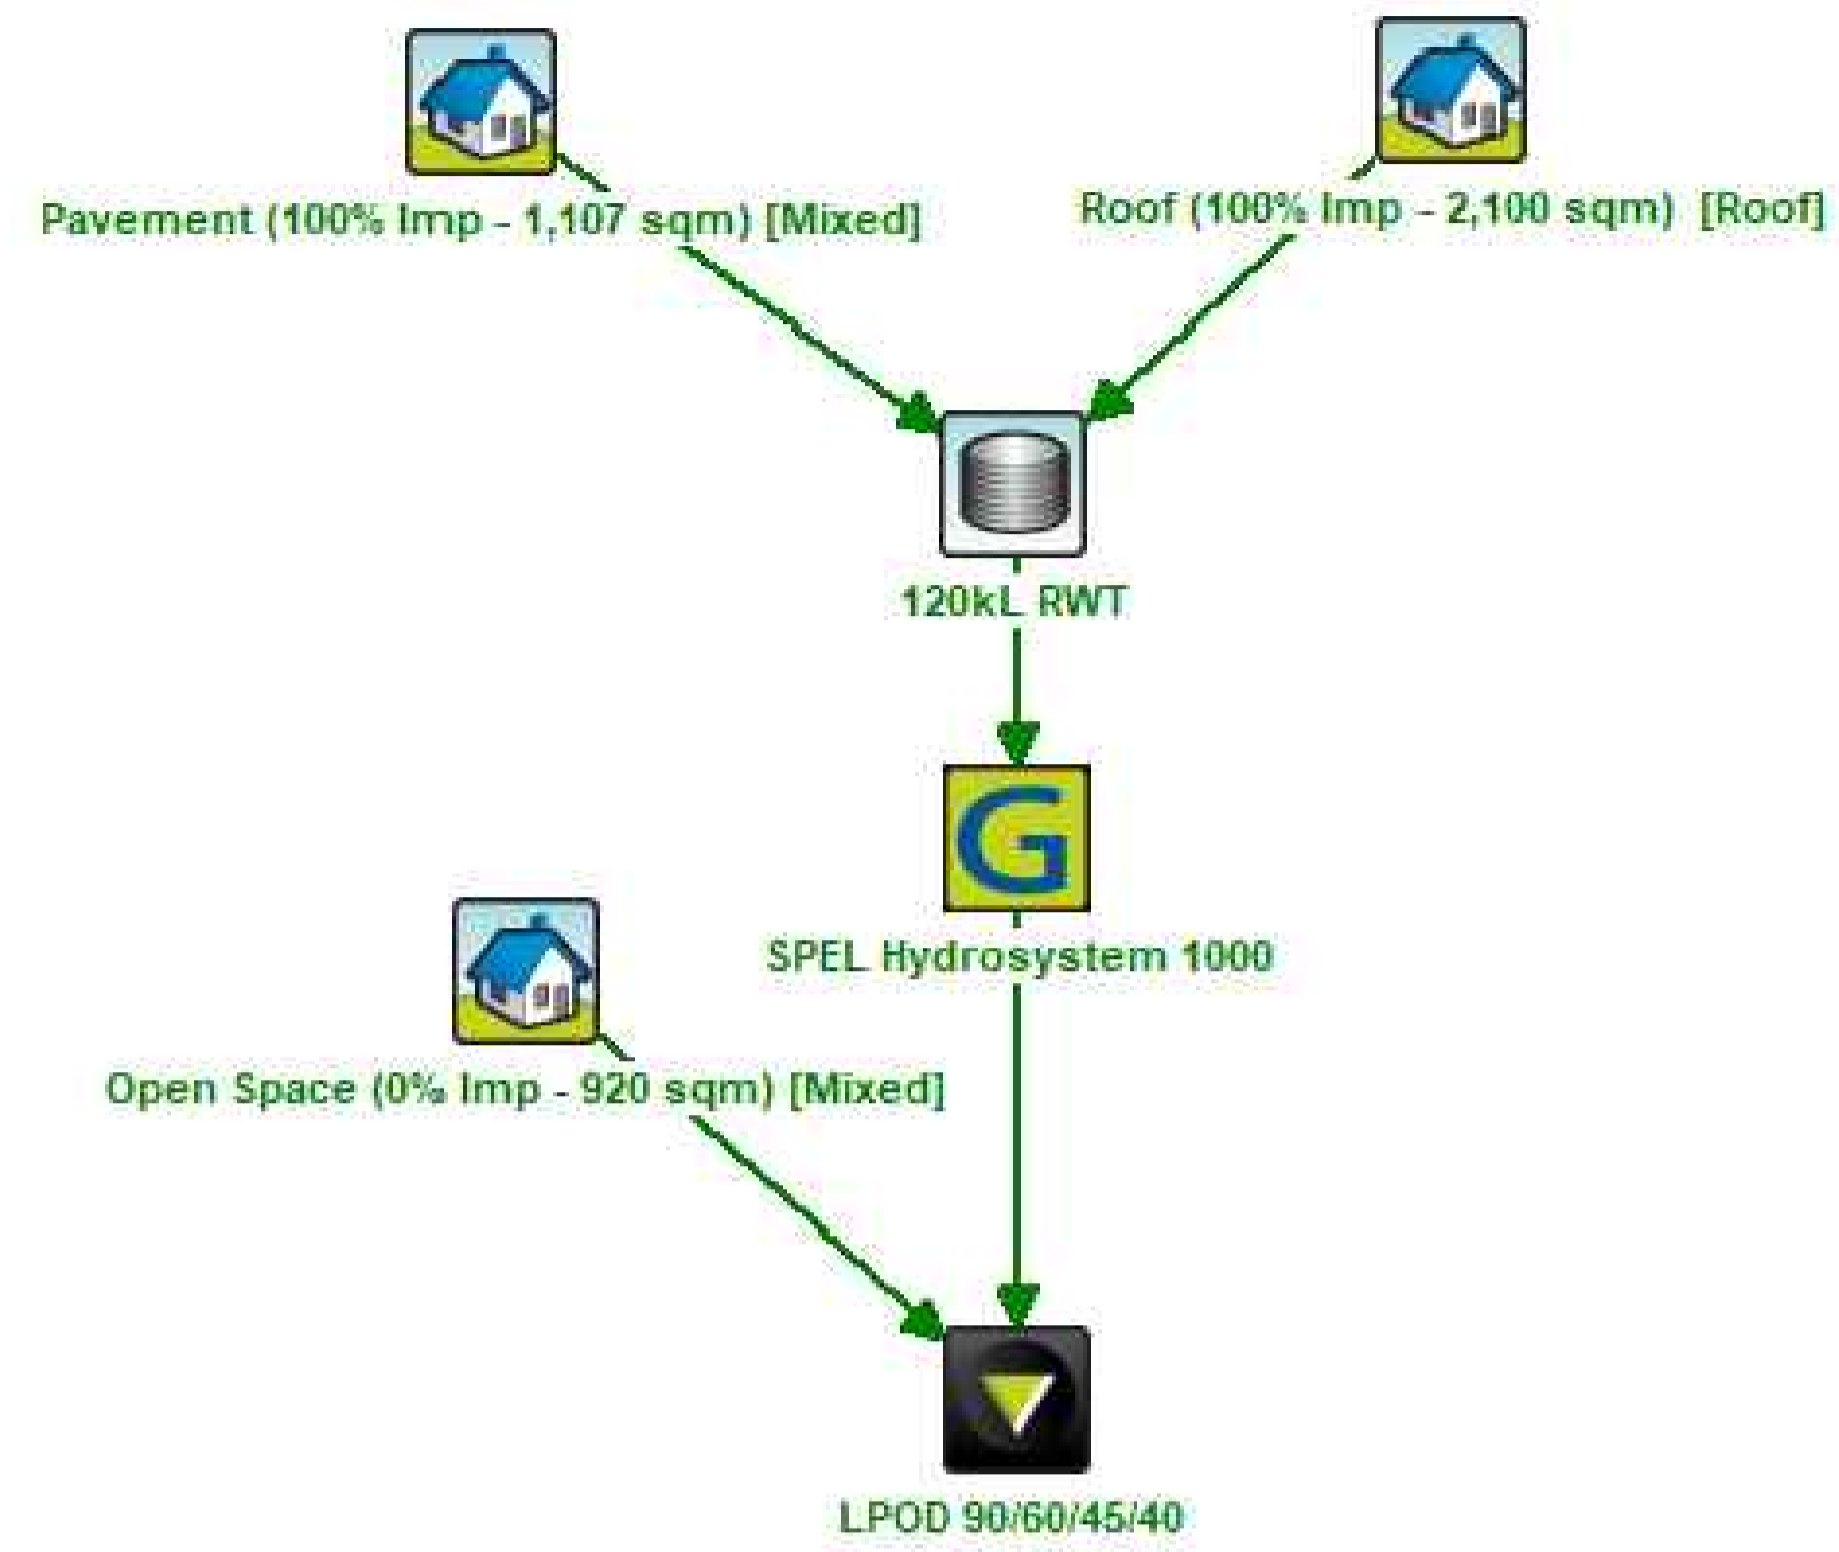 Pavement (100% Imp - 1,107 sqm) [Mixed]
Roof (100% Imp - 2,100 sqm) [Roof]
120kL RWT
G
SPEL Hydrosystem 1000
Open Space (0% Imp - 920 sqm) [Mixed]
LPOD 90/60/45/40